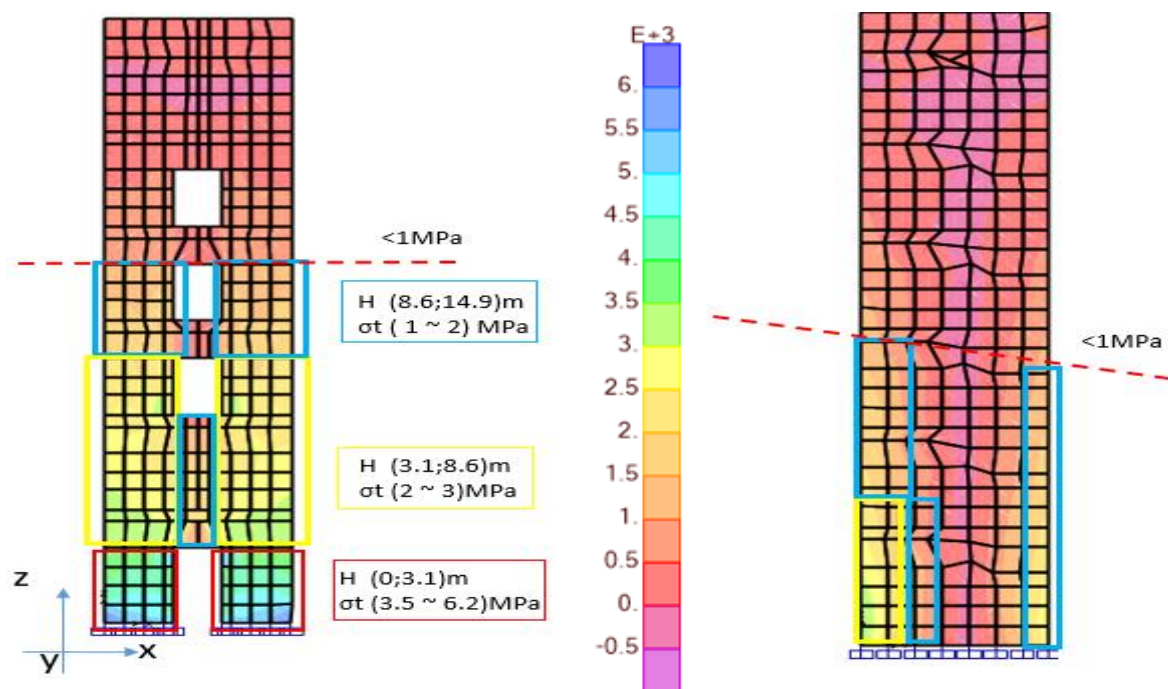 <1MPa
H (8.6;14.9)m
σt ( 1 ~ 2) MPa
H (3.1;8.6)m
σt (2 ~ 3)MPa
H (0;3.1)m
σt (3.5 ~ 6.2)MPa
z
y
x
E+3
6.
5.5
5.
4.5
4.
3.5
3.
2.5
2.
1.5
1.
0.5
0.
-0.5
<1MPa